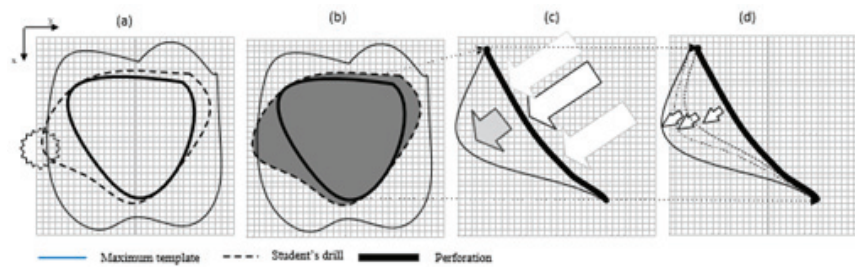 (a) (b) (c) (d)
y
x
Maximum template Student's drill Perforation